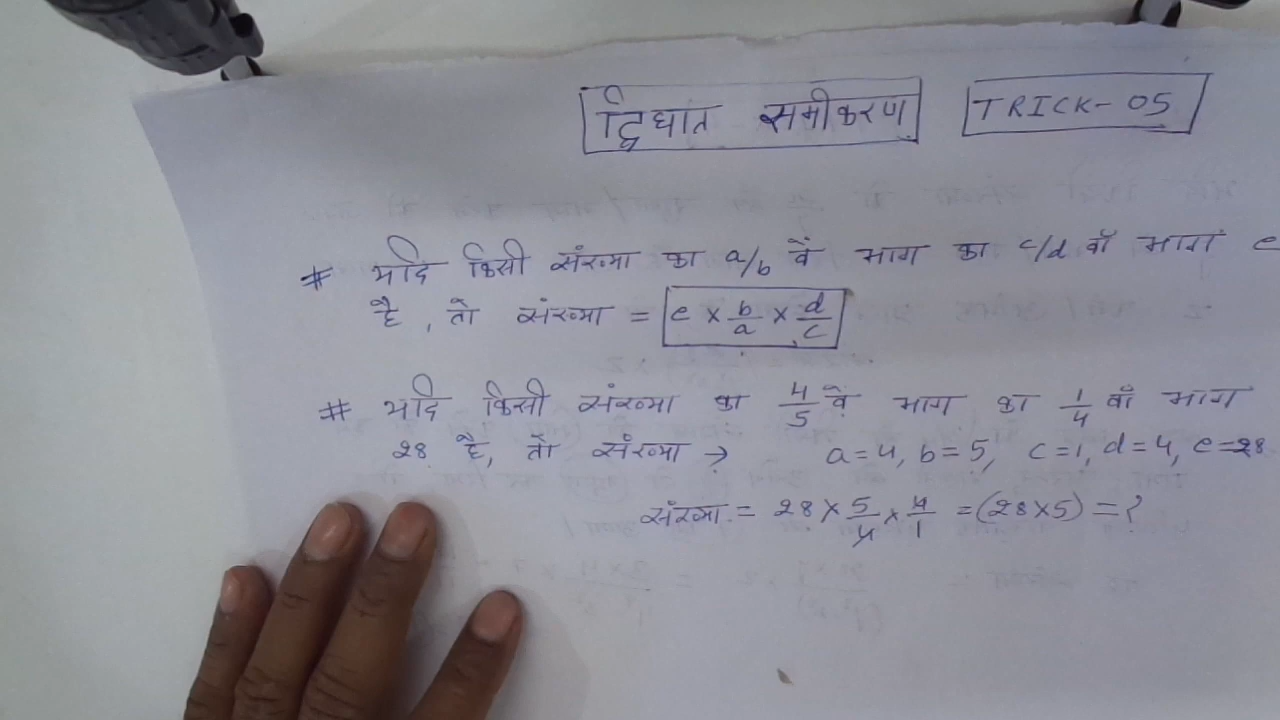 द्विघात समीकरण TRICK-05
# यदि किसी संख्या का a/b वें भाग का c/d वाँ भाग e
है, तो संख्या = e × b/a × d/c
# यदि किसी संख्या का 4/5 वें भाग का 1/4 वाँ भाग
28 है, तो संख्या → a=4, b=5, c=1, d=4, e=28
संख्या = 28 × 5/4 × 4/1 = (28×5) = ?